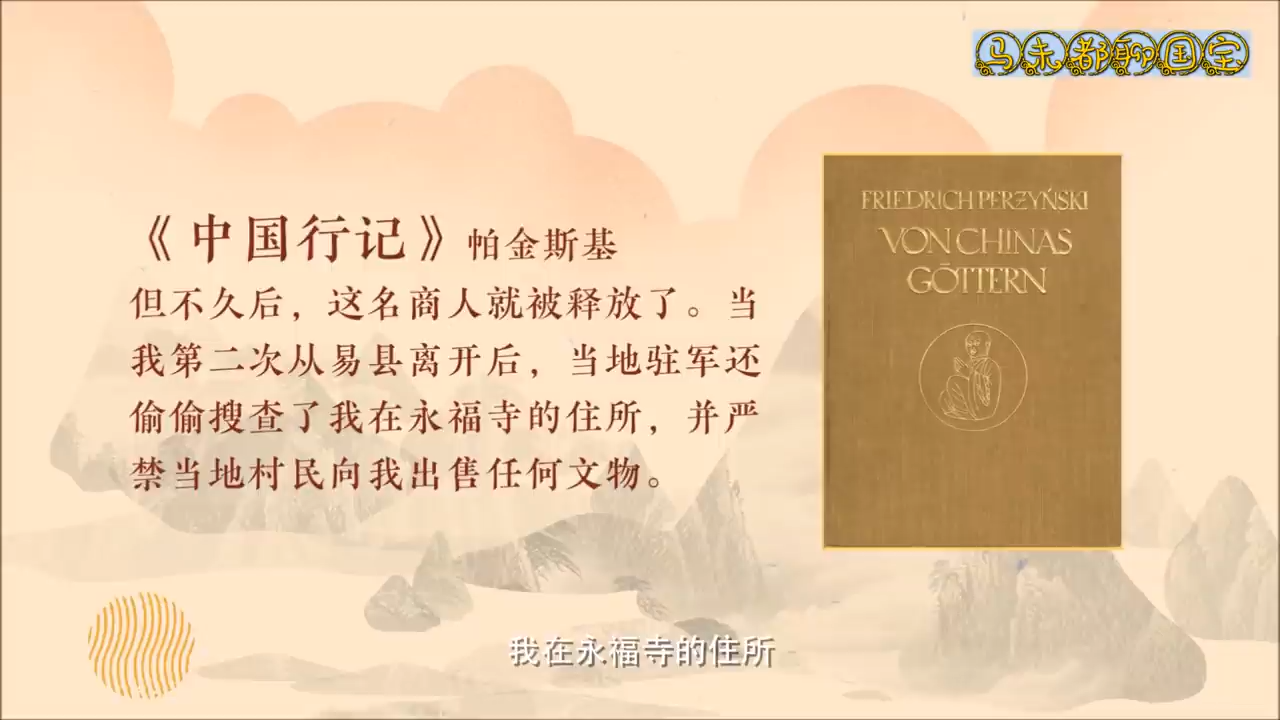 马未都聊国宝
《中国行记》帕金斯基
但不久后，这名商人就被释放了。当
我第二次从易县离开后，当地驻军还
偷偷搜查了我在永福寺的住所，并严
禁当地村民向我出售任何文物。
FRIEDRICH PERZYŃSKI
VON CHINAS
GÖTTERN
我在永福寺的住所